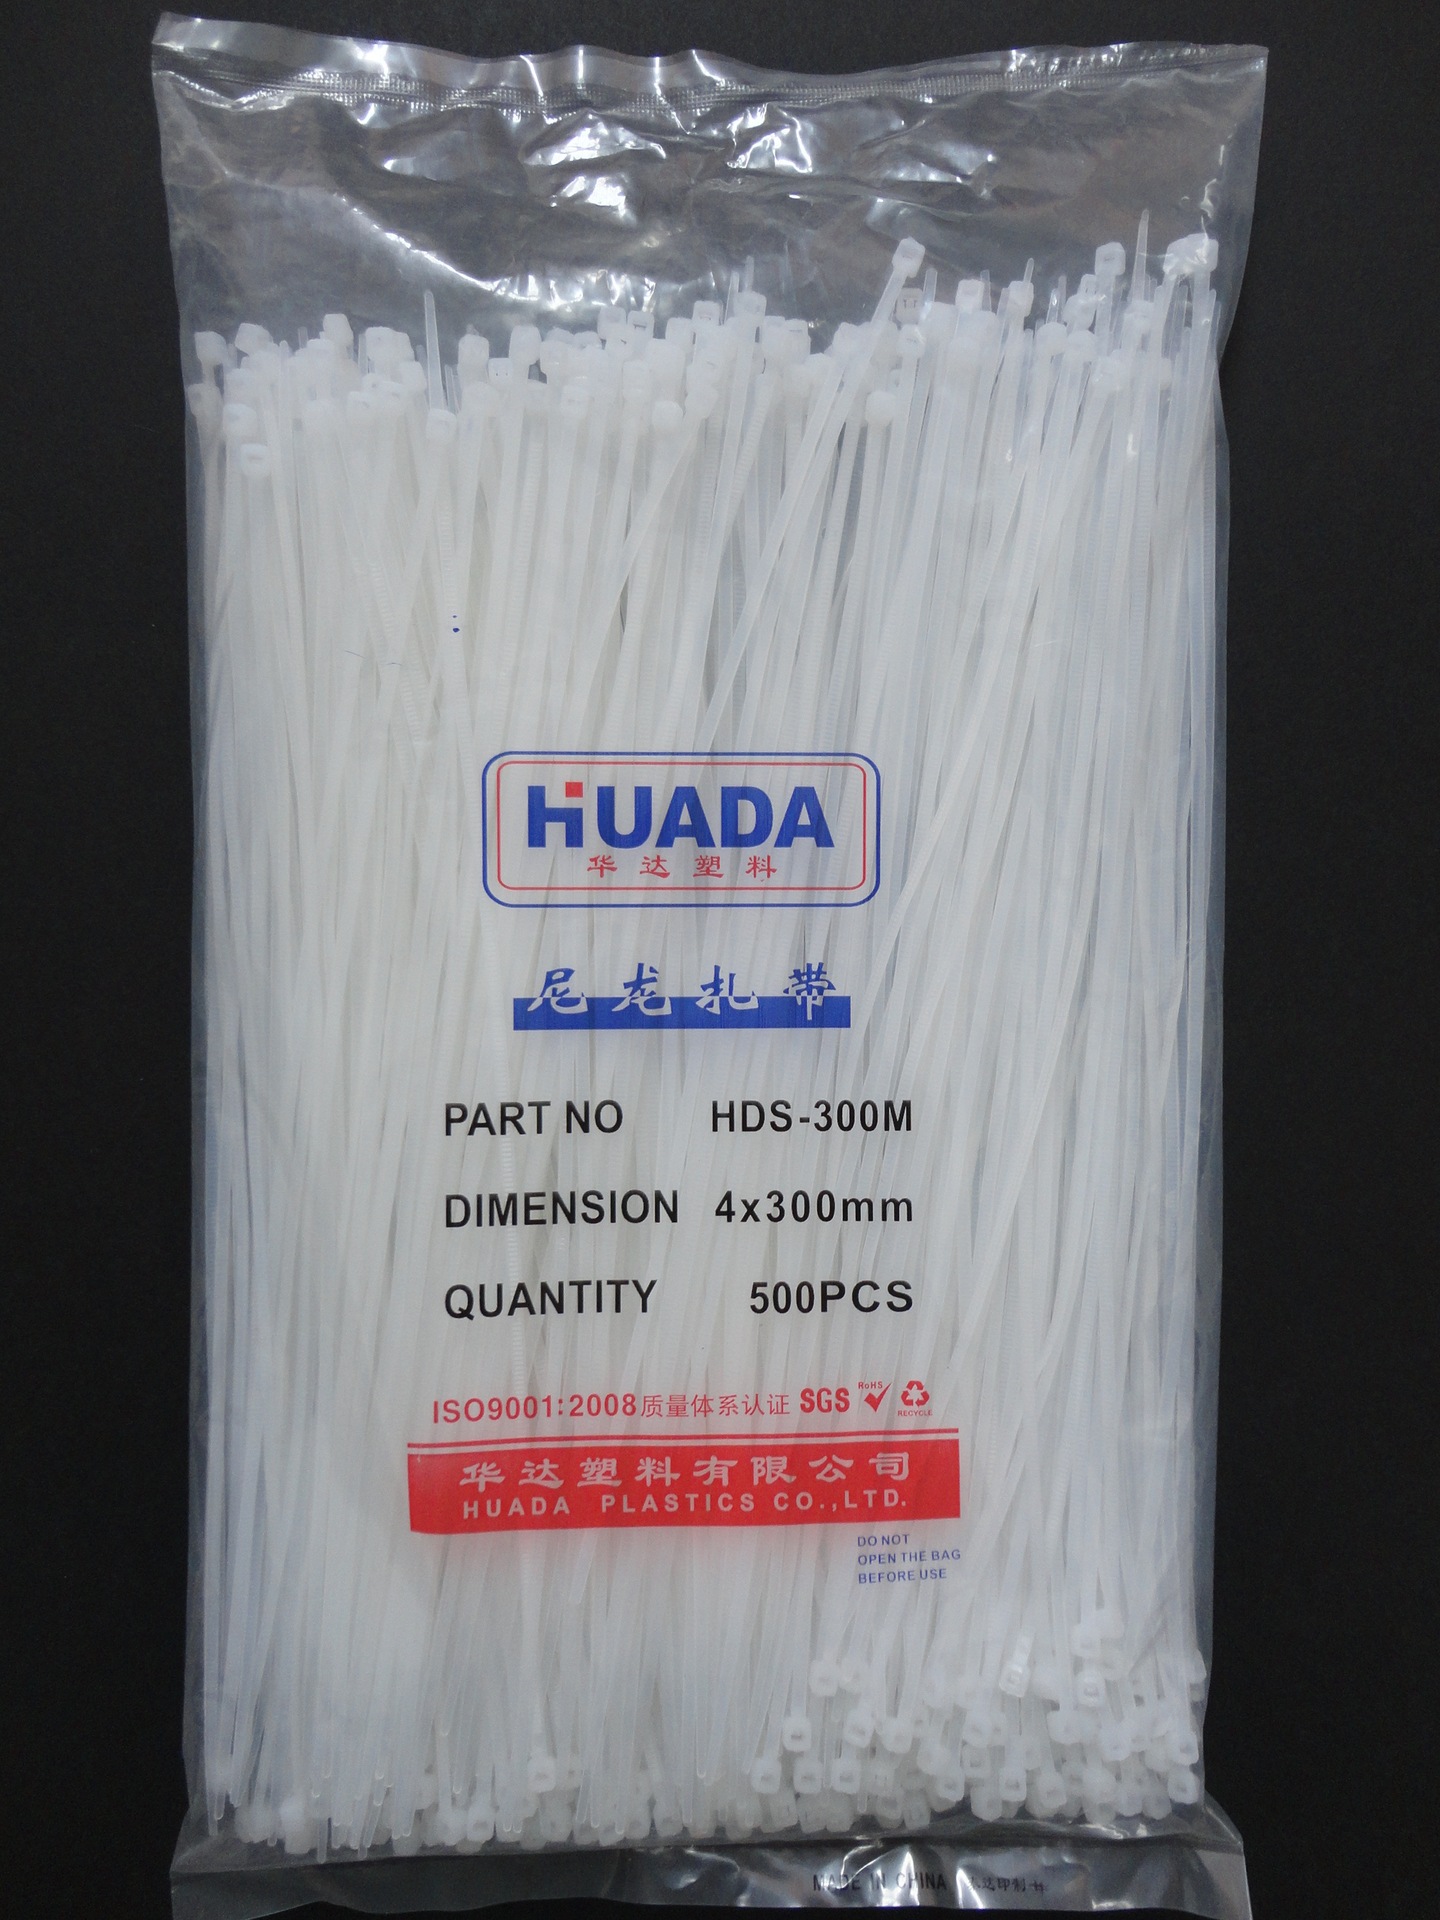 HUADA
华达塑料
尼龙扎带
PART NO HDS-300M
DIMENSION 4x300mm
QUANTITY 500PCS
ISO9001:2008质量体系认证 SGS RoHS RECYCLE
华达塑料有限公司
HUADA PLASTICS CO.,LTD.
DO NOT
OPEN THE BAG
BEFORE USE
MADE IN CHINA